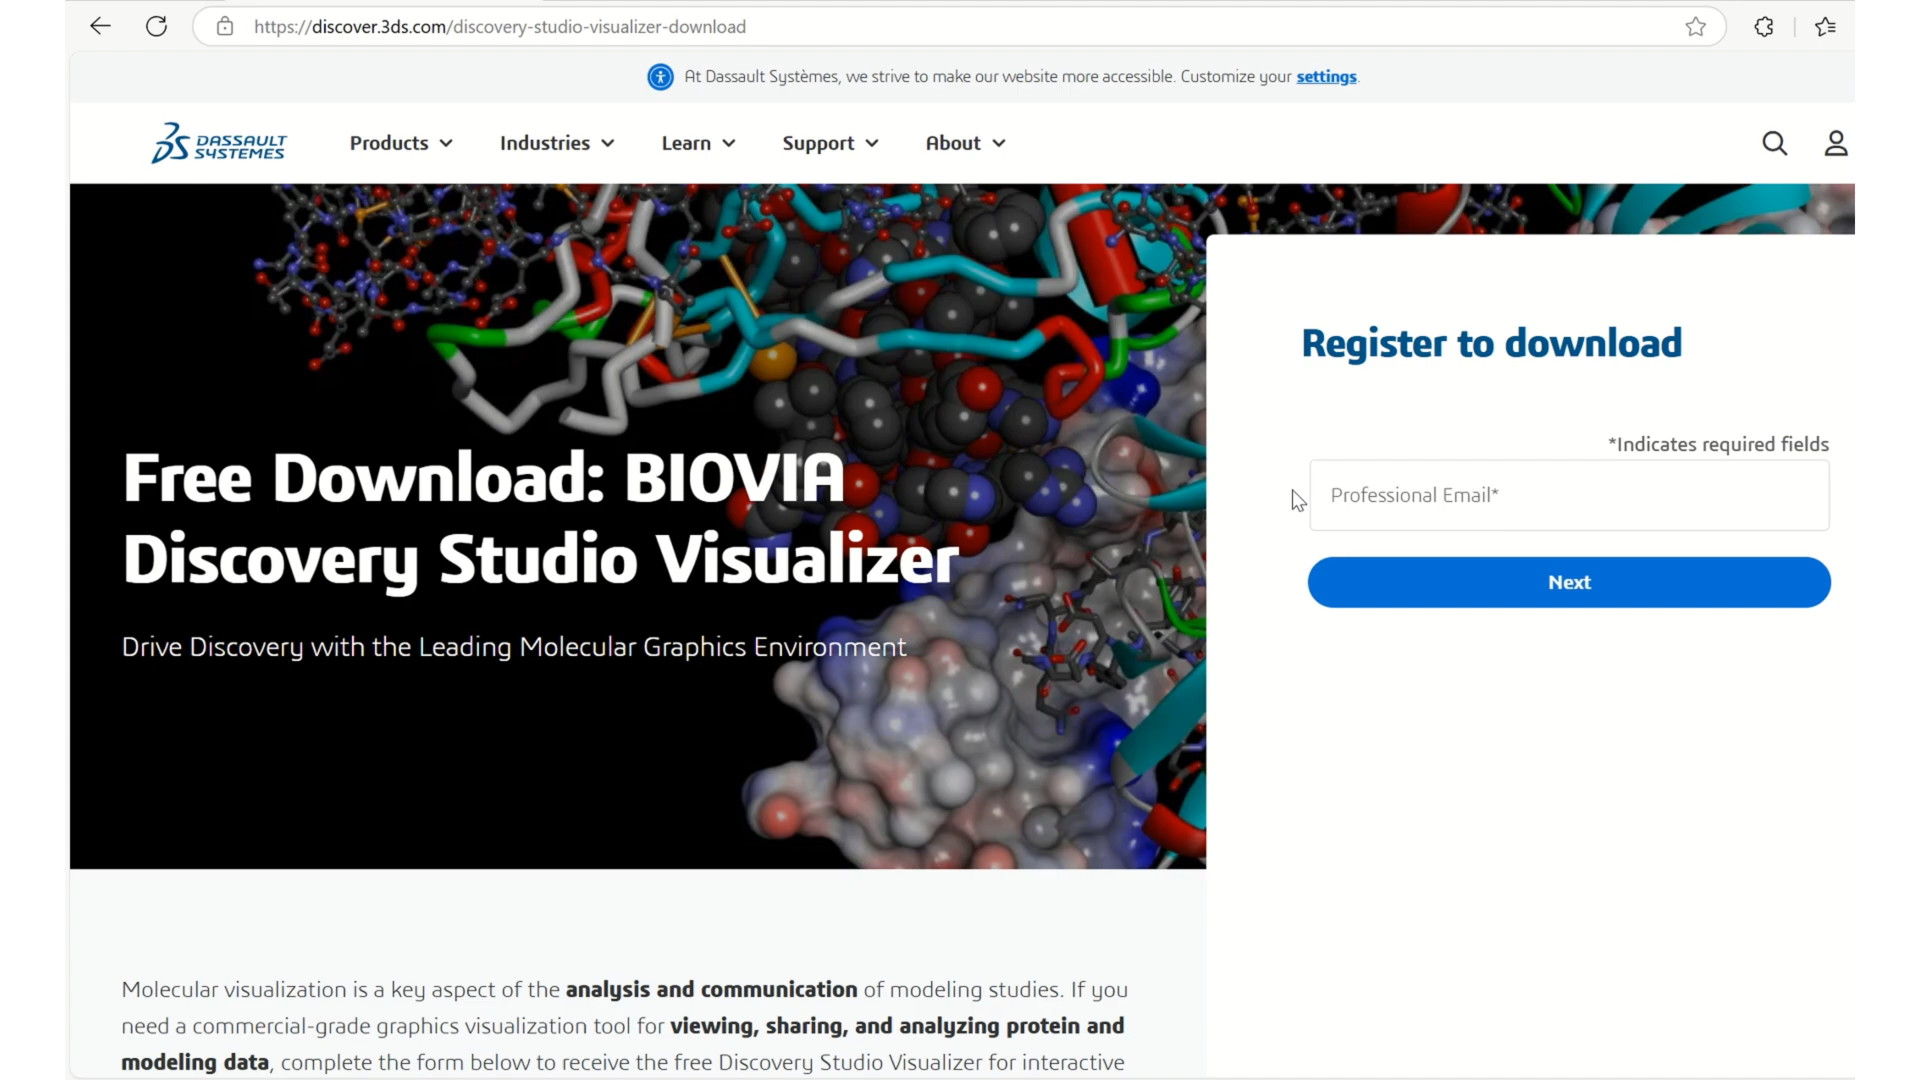 https://discover.3ds.com/discovery-studio-visualizer-download
At Dassault Systèmes, we strive to make our website more accessible. Customize your settings.
DASSAULT
SYSTEMES
Products
Industries
Learn
Support
About
Register to download
*Indicates required fields
Professional Email*
Next
Free Download: BIOVIA
Discovery Studio Visualizer
Drive Discovery with the Leading Molecular Graphics Environment
Molecular visualization is a key aspect of the analysis and communication of modeling studies. If you
need a commercial-grade graphics visualization tool for viewing, sharing, and analyzing protein and
modeling data, complete the form below to receive the free Discovery Studio Visualizer for interactive